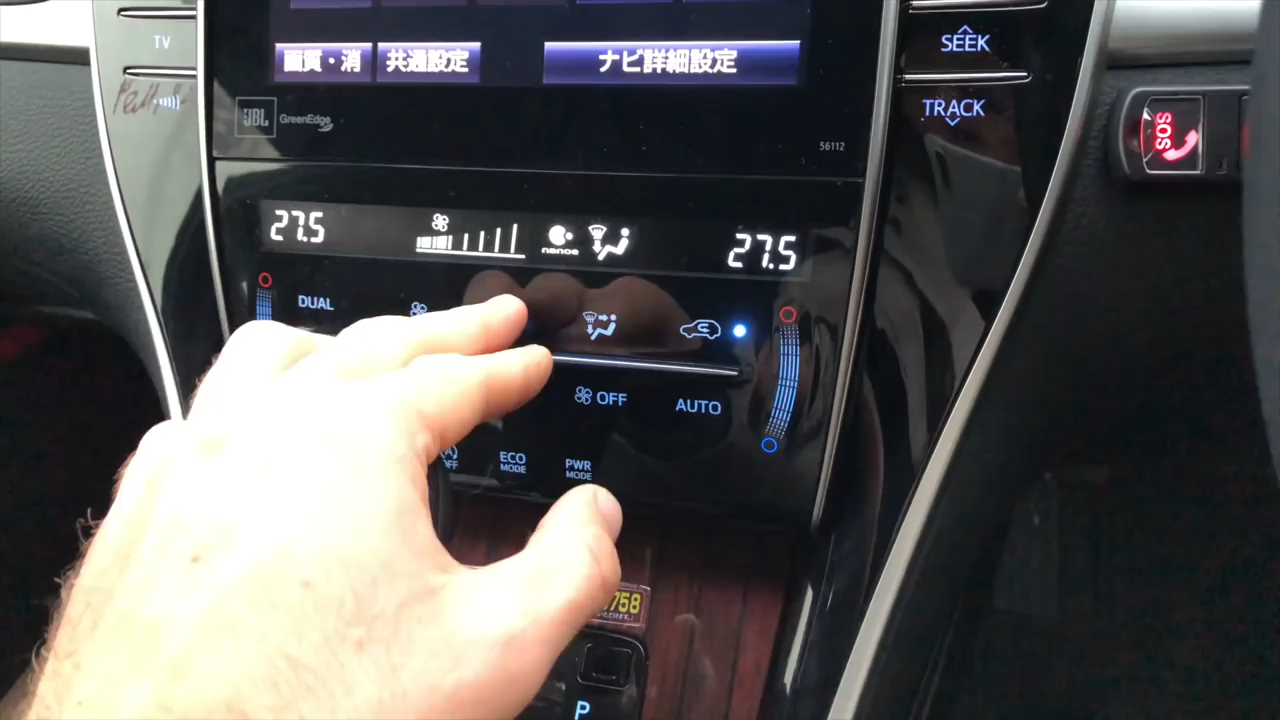 TV
画質・消
共通設定
ナビ詳細設定
SEEK
TRACK
SOS
JBL
GreenEdge
56112
27.5
nanoe
27.5
DUAL
OFF
AUTO
OFF
ECO
MODE
PWR
MODE
758
P